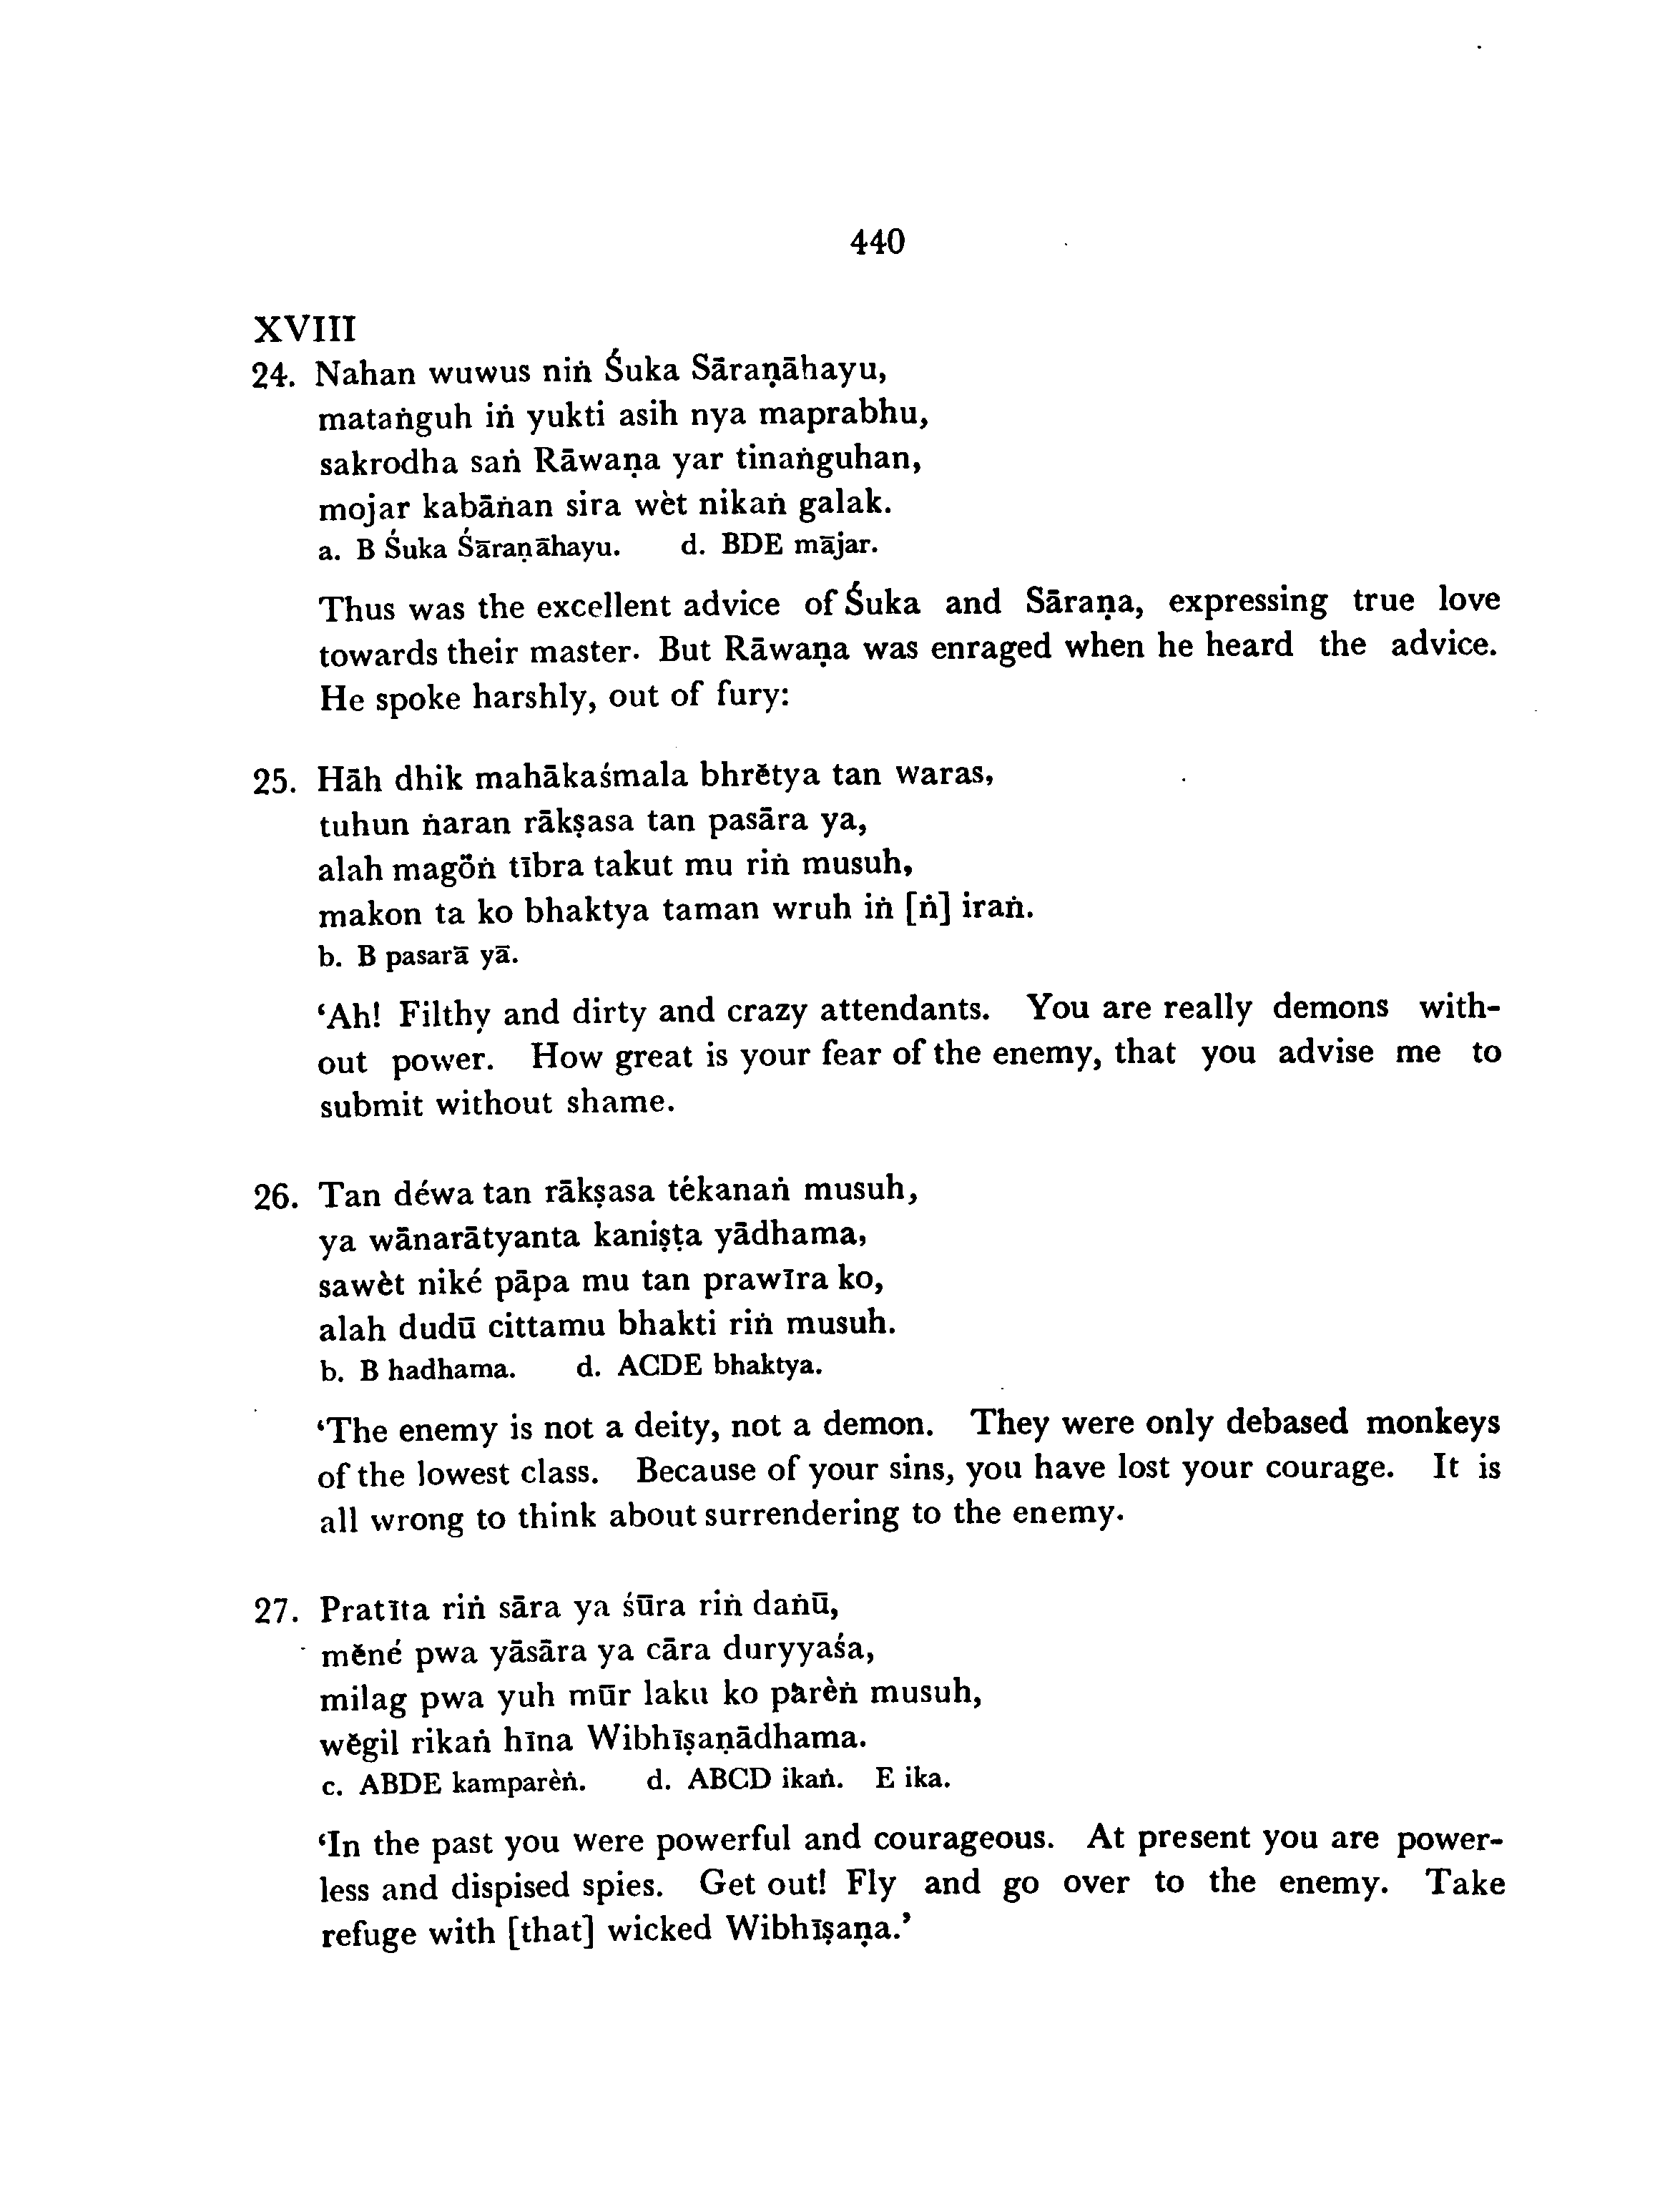 440
XVIII
24. Nahan wuwus niṅ Śuka Sāraṇāhayu,
mataṅguh iṅ yukti asih nya maprabhu,
sakrodha saṅ Rāwaṇa yar tinaṅguhan,
mojar kabāṅan sira wèt nikaṅ galak.
a. B Śuka Śāraṇāhayu. d. BDE mājar.
Thus was the excellent advice of Śuka and Sāraṇa, expressing true love
towards their master. But Rāwaṇa was enraged when he heard the advice.
He spoke harshly, out of fury:
25. Hāh dhik mahākaśmala bhrĕtya tan waras,
tuhun ṅaran rākṣasa tan pasāra ya,
alah magöṅ tībra takut mu riṅ musuh,
makon ta ko bhaktya taman wruh iṅ [ṅ] iraṅ.
b. B pasarā yā.
‘Ah! Filthy and dirty and crazy attendants. You are really demons with-
out power. How great is your fear of the enemy, that you advise me to
submit without shame.
26. Tan déwa tan rākṣasa tékanaṅ musuh,
ya wānarātyanta kaniṣṭa yādhama,
sawèt niké pāpa mu tan prawīra ko,
alah dudū cittamu bhakti riṅ musuh.
b. B hadhama. d. ACDE bhaktya.
‘The enemy is not a deity, not a demon. They were only debased monkeys
of the lowest class. Because of your sins, you have lost your courage. It is
all wrong to think about surrendering to the enemy.
27. Pratīta riṅ sāra ya śūra riṅ daṅū,
mĕné pwa yāsāra ya cāra duryyaśa,
milag pwa yuh mūr laku ko parèṅ musuh,
wĕgil rikaṅ hīna Wibhīṣaṇādhama.
c. ABDE kamparèṅ. d. ABCD ikaṅ. E ika.
‘In the past you were powerful and courageous. At present you are power-
less and dispised spies. Get out! Fly and go over to the enemy. Take
refuge with [that] wicked Wibhīṣaṇa.’